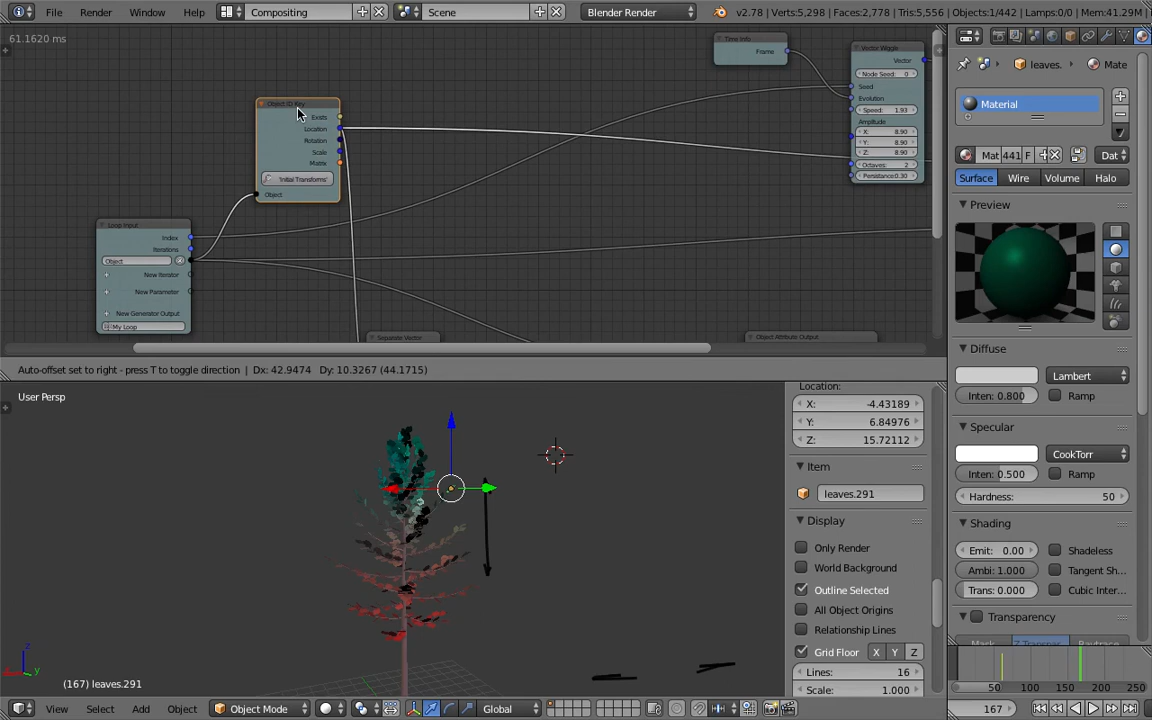 File Render Window Help Compositing Scene Blender Render v2.78 | Verts:5,298 | Faces:2,778 | Tris:5,556 | Objects:1/442 | Lamps:0/0 | Mem:41.29M
61.1620 ms
Time Info
Frame
Vector Wiggle
Vector
Node Seed: 0
Seed
Evolution
Speed: 1.93
Amplitude
X: 8.90
Y: 8.90
Z: 8.90
Octaves: 2
Persistance:0.30
Object ID Key
Exists
Location
Rotation
Scale
Matrix
'Initial Transforms'
Object
Loop Input
Index
Iterations
Object
New Iterator
New Parameter
New Generator Output
My Loop
Separate Vector
Object Attribute Output
Auto-offset set to right - press T to toggle direction | Dx: 42.9474 Dy: 10.3267 (44.1715)
User Persp
(167) leaves.291
Location:
X: -4.43189
Y: 6.84976
Z: 15.72112
Item
leaves.291
Display
Only Render
World Background
Outline Selected
All Object Origins
Relationship Lines
Grid Floor X Y Z
Lines: 16
Scale: 1.000
View Select Add Object Object Mode Global
leaves. Mate
Material
Mat 441 F Dat
Surface Wire Volume Halo
Preview
Diffuse
Lambert
Inten: 0.800 Ramp
Specular
CookTorr
Inten: 0.500 Ramp
Hardness: 50
Shading
Emit: 0.00 Shadeless
Ambi: 1.000 Tangent Sh...
Trans: 0.000 Cubic Inter...
Transparency
Mask Z Transpar Raytrace
50 100 150 200 250
167